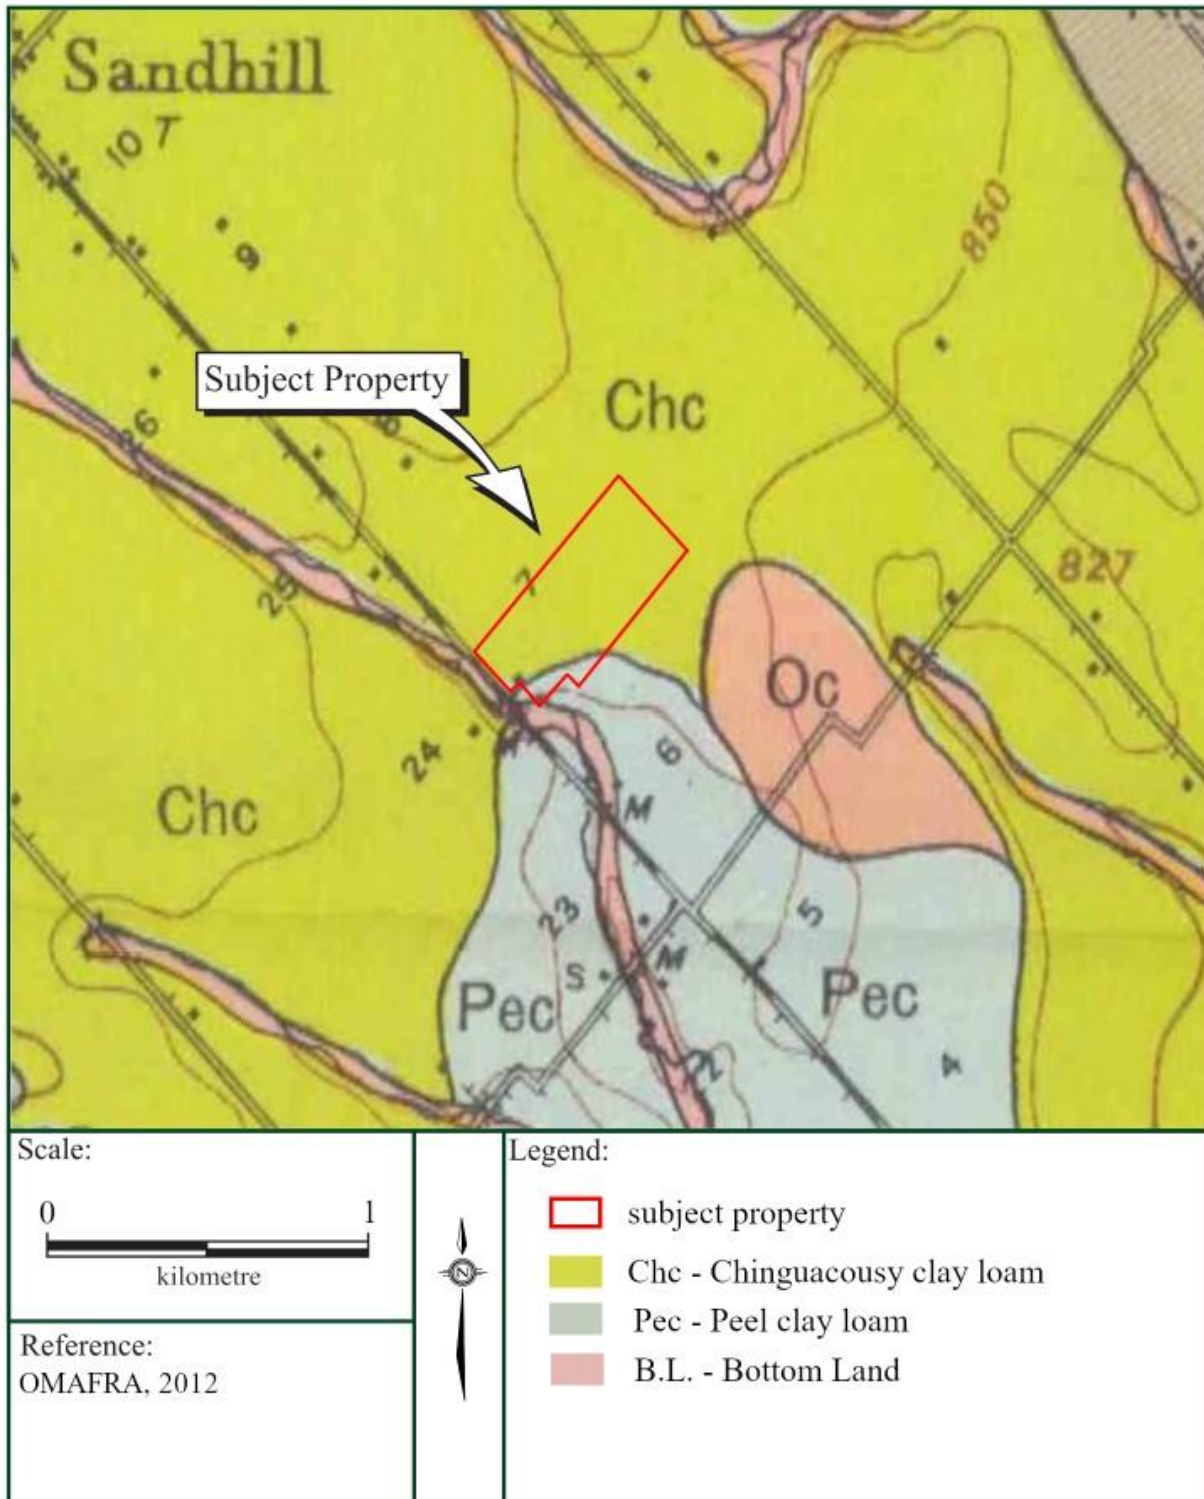 Sandhill
10 T
9
850
Subject Property
26
Chc
7
25
827
Oc
24
6
Chc
M
23
5
S
M
Pec
Pec
4
2
Scale:
0 1
kilometre
Reference:
OMAFRA, 2012
N
Legend:
subject property
Chc - Chinguacousy clay loam
Pec - Peel clay loam
B.L. - Bottom Land